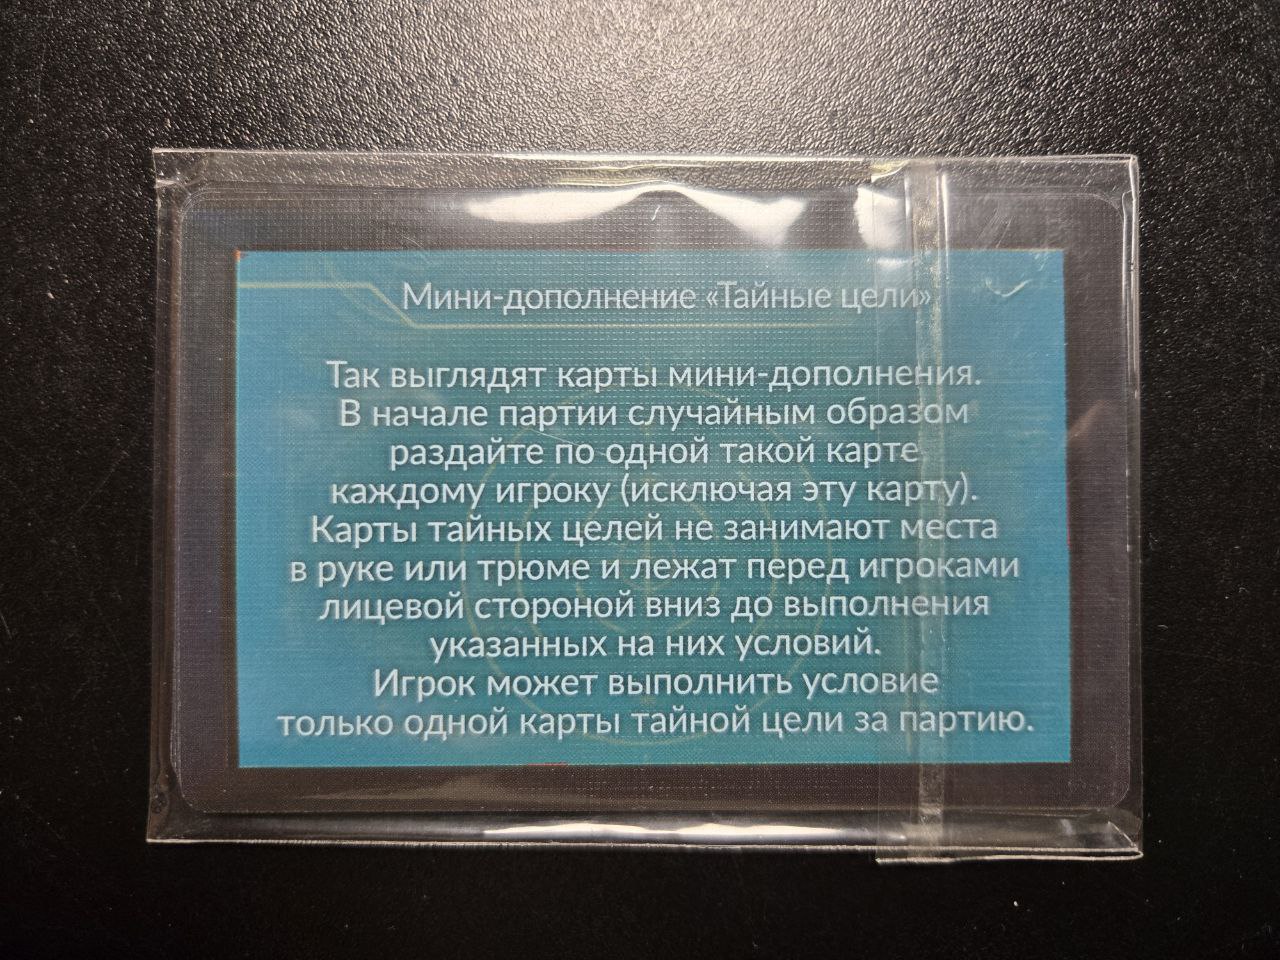 Мини-дополнение «Тайные цели»
Так выглядят карты мини-дополнения.
В начале партии случайным образом
раздайте по одной такой карте
каждому игроку (исключая эту карту).
Карты тайных целей не занимают места
в руке или трюме и лежат перед игроками
лицевой стороной вниз до выполнения
указанных на них условий.
Игрок может выполнить условие
только одной карты тайной цели за партию.